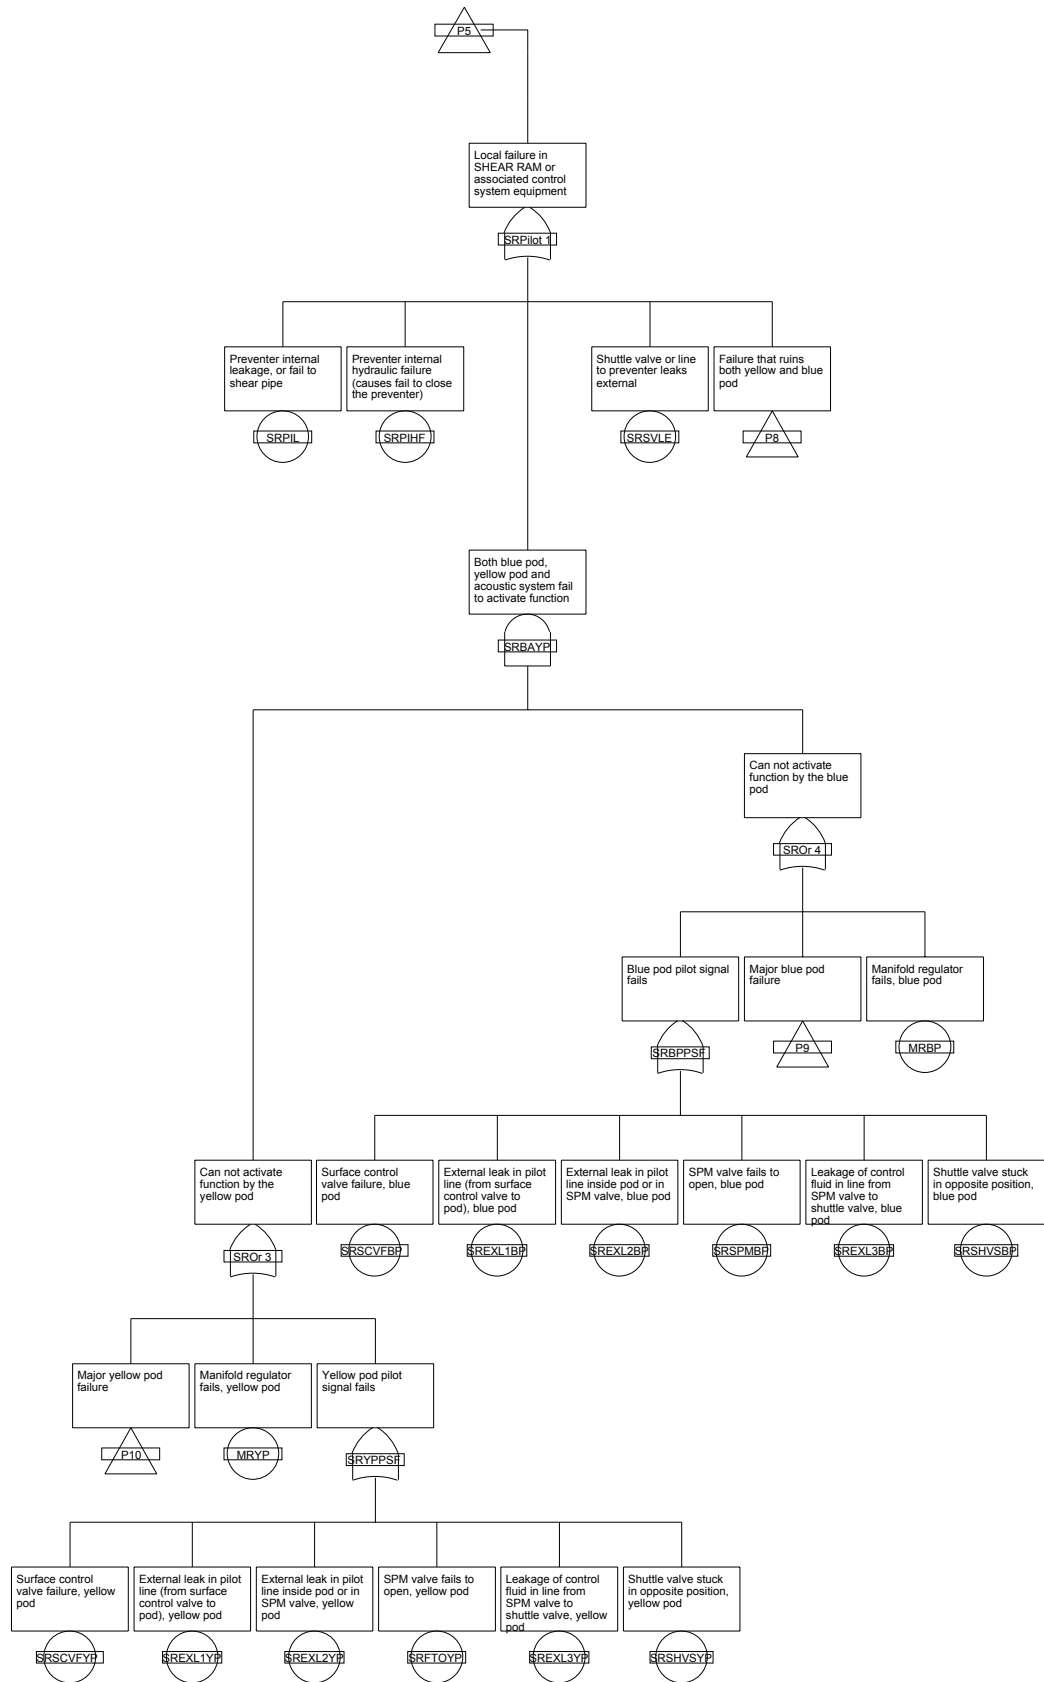 P5
Local failure in
SHEAR RAM or
associated control
system equipment
SRPilot 1
Preventer internal
leakage, or fail to
shear pipe
SRPIL
Preventer internal
hydraulic failure
(causes fail to close
the preventer)
SRPIHF
Shuttle valve or line
to preventer leaks
external
SRSVLE
Failure that ruins
both yellow and blue
pod
P8
Both blue pod,
yellow pod and
acoustic system fail
to activate function
SRBAYP
Can not activate
function by the blue
pod
SROr 4
Blue pod pilot signal
fails
SRBPPSF
Major blue pod
failure
P9
Manifold regulator
fails, blue pod
MRBP
Can not activate
function by the
yellow pod
SROr 3
Surface control
valve failure, blue
pod
SRSCVFBP
External leak in pilot
line (from surface
control valve to
pod), blue pod
SREXL1BP
External leak in pilot
line inside pod or in
SPM valve, blue pod
SREXL2BP
SPM valve fails to
open, blue pod
SRSPMBP
Leakage of control
fluid in line from
SPM valve to
shuttle valve, blue
pod
SREXL3BP
Shuttle valve stuck
in opposite position,
blue pod
SRSHVSBP
Major yellow pod
failure
P10
Manifold regulator
fails, yellow pod
MRYP
Yellow pod pilot
signal fails
SRYPPSF
Surface control
valve failure, yellow
pod
SRSCVFYP
External leak in pilot
line (from surface
control valve to
pod), yellow pod
SREXL1YP
External leak in pilot
line inside pod or in
SPM valve, yellow
pod
SREXL2YP
SPM valve fails to
open, yellow pod
SRFTOYP
Leakage of control
fluid in line from
SPM valve to
shuttle valve, yellow
pod
SREXL3YP
Shuttle valve stuck
in opposite position,
yellow pod
SRSHVSYP